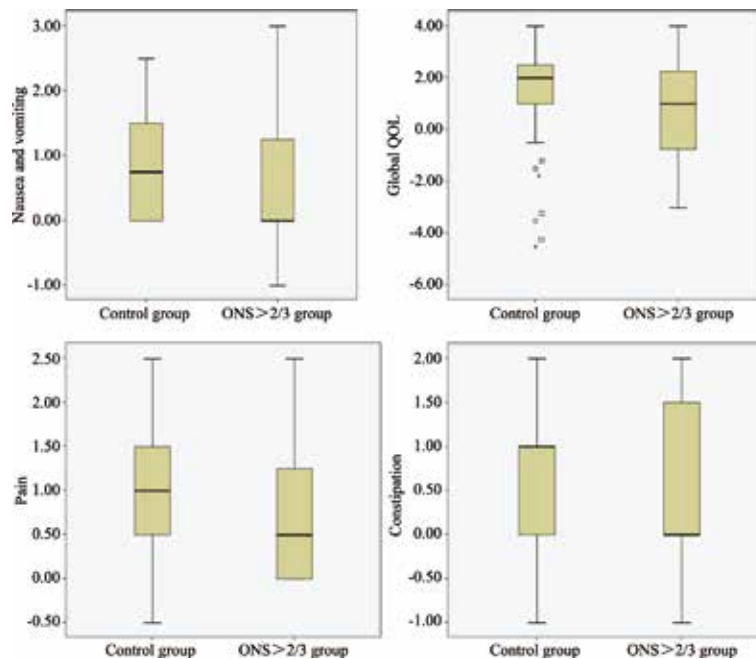 Nausea and vomiting
3.00
2.00
1.00
0.00
-1.00
Control group
ONS>2/3 group
Global QOL
4.00
2.00
0.00
-2.00
-4.00
-6.00
Control group
ONS>2/3 group
Pain
2.50
2.00
1.50
1.00
0.50
0.00
-0.50
Control group
ONS>2/3 group
Constipation
2.00
1.50
1.00
0.50
0.00
-0.50
-1.00
Control group
ONS>2/3 group